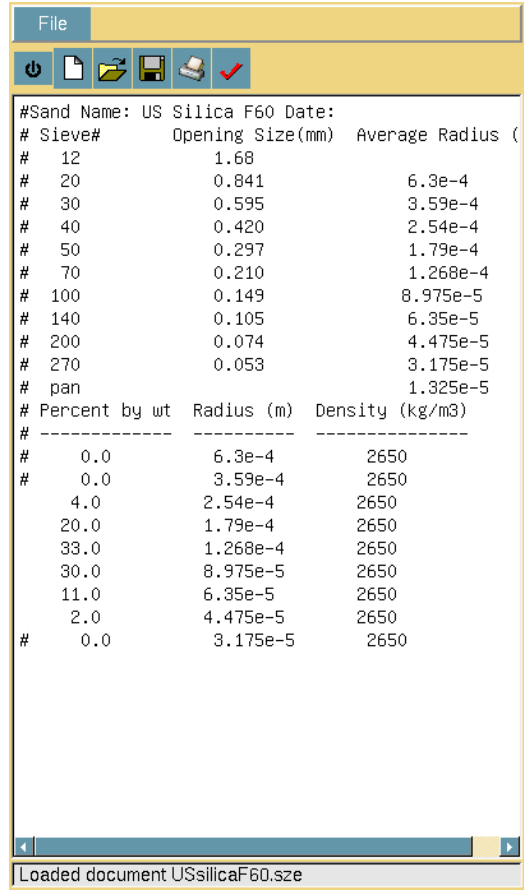 File
#Sand Name: US Silica F60 Date:
# Sieve# Opening Size(mm) Average Radius (
# 12 1.68
# 20 0.841 6.3e-4
# 30 0.595 3.59e-4
# 40 0.420 2.54e-4
# 50 0.297 1.79e-4
# 70 0.210 1.268e-4
# 100 0.149 8.975e-5
# 140 0.105 6.35e-5
# 200 0.074 4.475e-5
# 270 0.053 3.175e-5
# pan 1.325e-5
# Percent by wt Radius (m) Density (kg/m3)
# ------------- ---------- ---------------
# 0.0 6.3e-4 2650
# 0.0 3.59e-4 2650
4.0 2.54e-4 2650
20.0 1.79e-4 2650
33.0 1.268e-4 2650
30.0 8.975e-5 2650
11.0 6.35e-5 2650
2.0 4.475e-5 2650
# 0.0 3.175e-5 2650
Loaded document USsilicaF60.sze